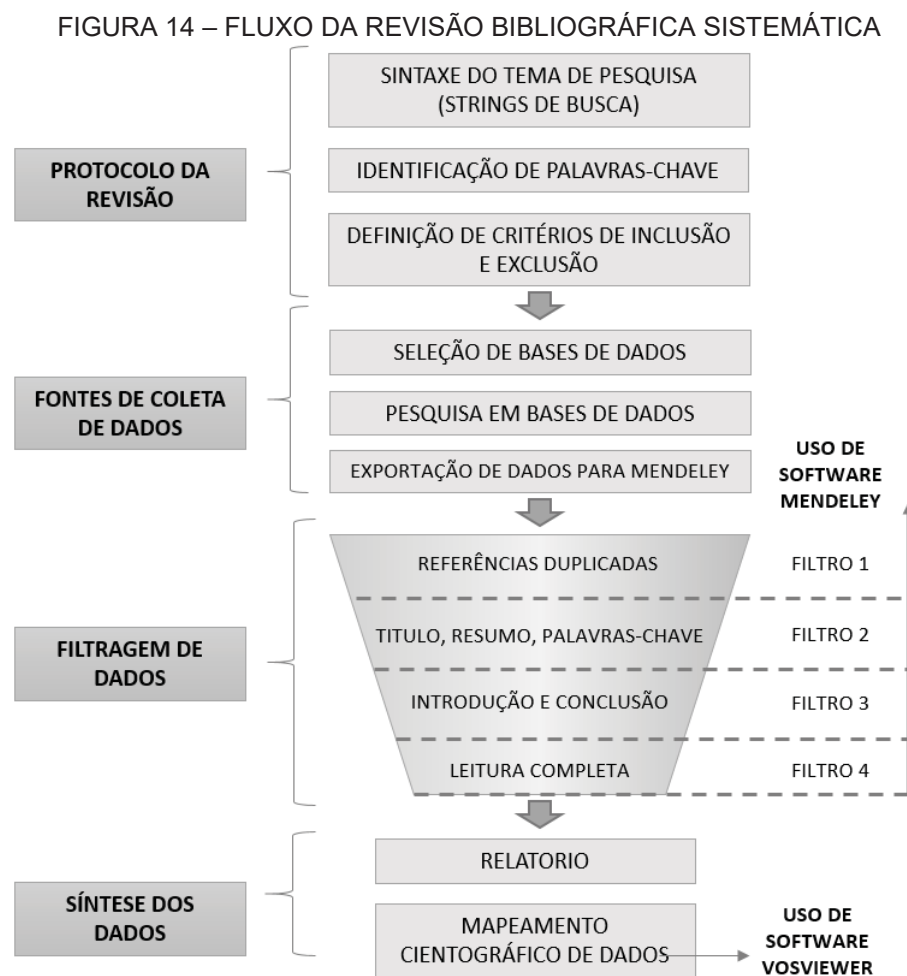 FIGURA 14 – FLUXO DA REVISÃO BIBLIOGRÁFICA SISTEMÁTICA
PROTOCOLO DA
REVISÃO
SINTAXE DO TEMA DE PESQUISA
(STRINGS DE BUSCA)
IDENTIFICAÇÃO DE PALAVRAS-CHAVE
DEFINIÇÃO DE CRITÉRIOS DE INCLUSÃO
E EXCLUSÃO
FONTES DE COLETA
DE DADOS
SELEÇÃO DE BASES DE DADOS
PESQUISA EM BASES DE DADOS
EXPORTAÇÃO DE DADOS PARA MENDELEY
USO DE
SOFTWARE
MENDELEY
FILTRAGEM DE
DADOS
REFERÊNCIAS DUPLICADAS
FILTRO 1
TITULO, RESUMO, PALAVRAS-CHAVE
FILTRO 2
INTRODUÇÃO E CONCLUSÃO
FILTRO 3
LEITURA COMPLETA
FILTRO 4
SÍNTESE DOS
DADOS
RELATORIO
MAPEAMENTO
CIENTOGRÁFICO DE DADOS
USO DE
SOFTWARE
VOSVIEWER